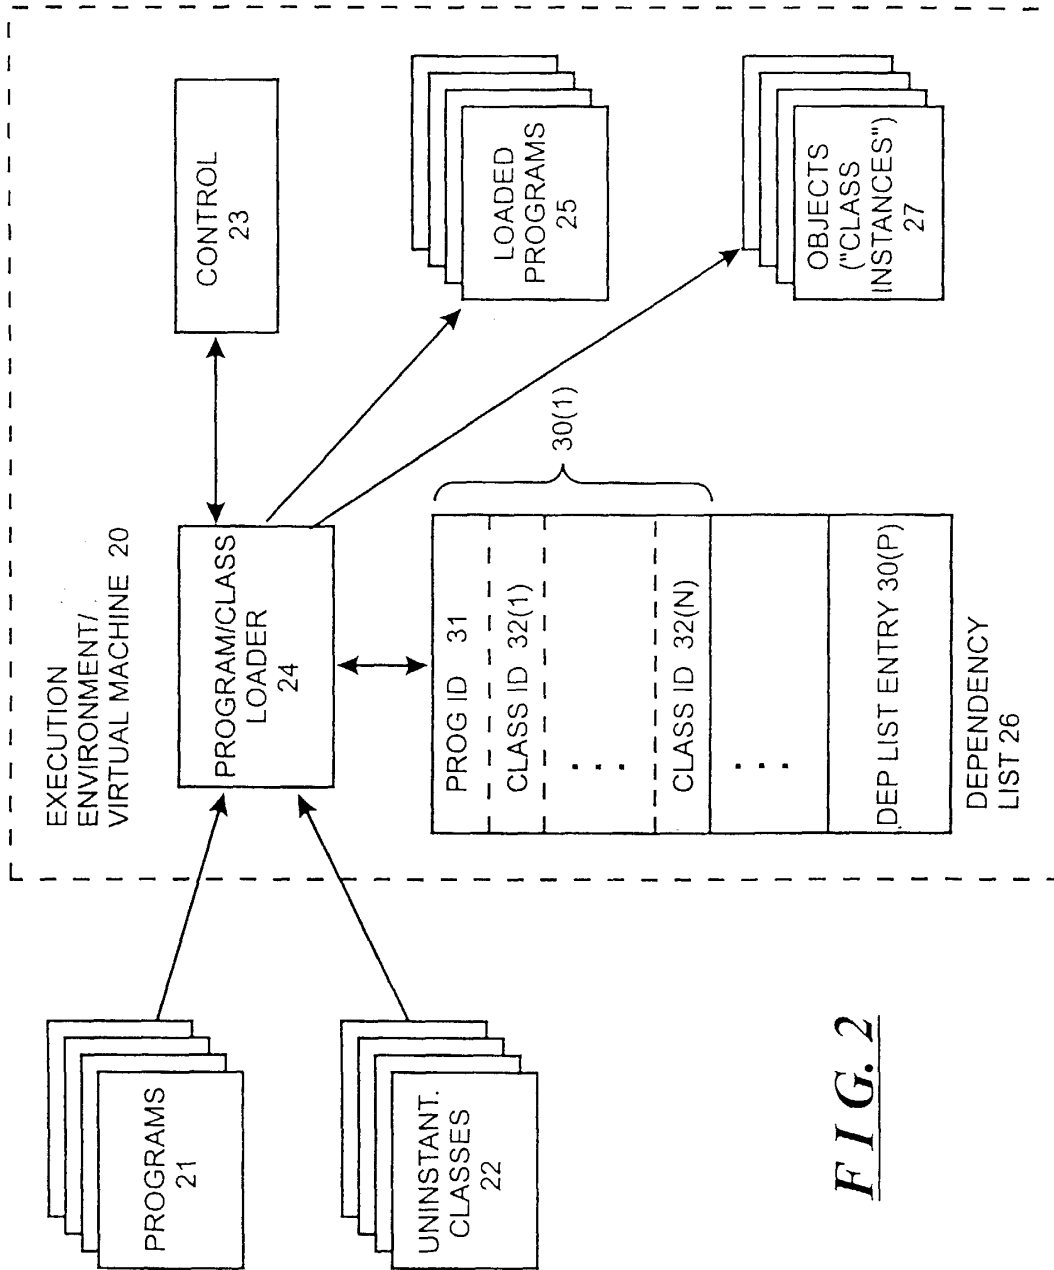 EXECUTION
ENVIRONMENT/
VIRTUAL MACHINE 20
PROGRAMS
21
UNINSTANT.
CLASSES
22
PROGRAM/CLASS
LOADER
24
CONTROL
23
LOADED
PROGRAMS
25
OBJECTS
("CLASS
INSTANCES")
27
30(1)
PROG ID 31
CLASS ID 32(1)
...
CLASS ID 32(N)
...
DEP LIST ENTRY 30(P)
DEPENDENCY
LIST 26
FIG. 2